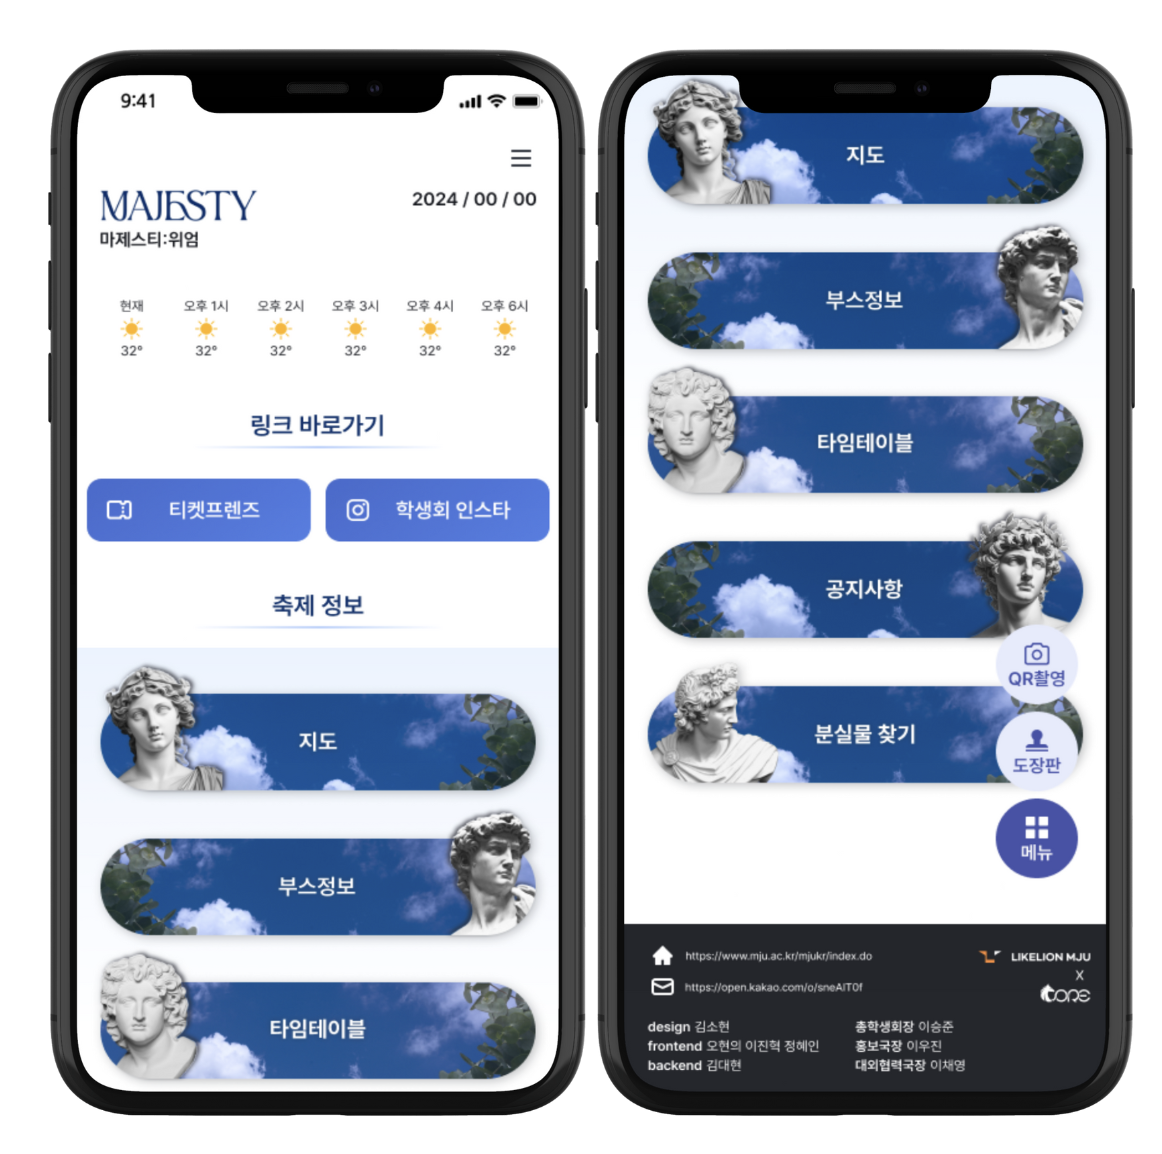 9:41
MAJESTY
2024 / 00 / 00
마제스티:위엄
현재 오후 1시 오후 2시 오후 3시 오후 4시 오후 6시
32° 32° 32° 32° 32° 32°
링크 바로가기
티켓프렌즈 학생회 인스타
축제 정보
지도
부스정보
타임테이블
지도
부스정보
타임테이블
공지사항
QR촬영
분실물 찾기
도장판
메뉴
https://www.mju.ac.kr/mjukr/index.do
https://open.kakao.com/o/sneAlT0f
LIKELION MJU
X
tone
design 김소현
frontend 오현의 이진혁 정혜인
backend 김대현
총학생회장 이승준
홍보국장 이우진
대외협력국장 이채영